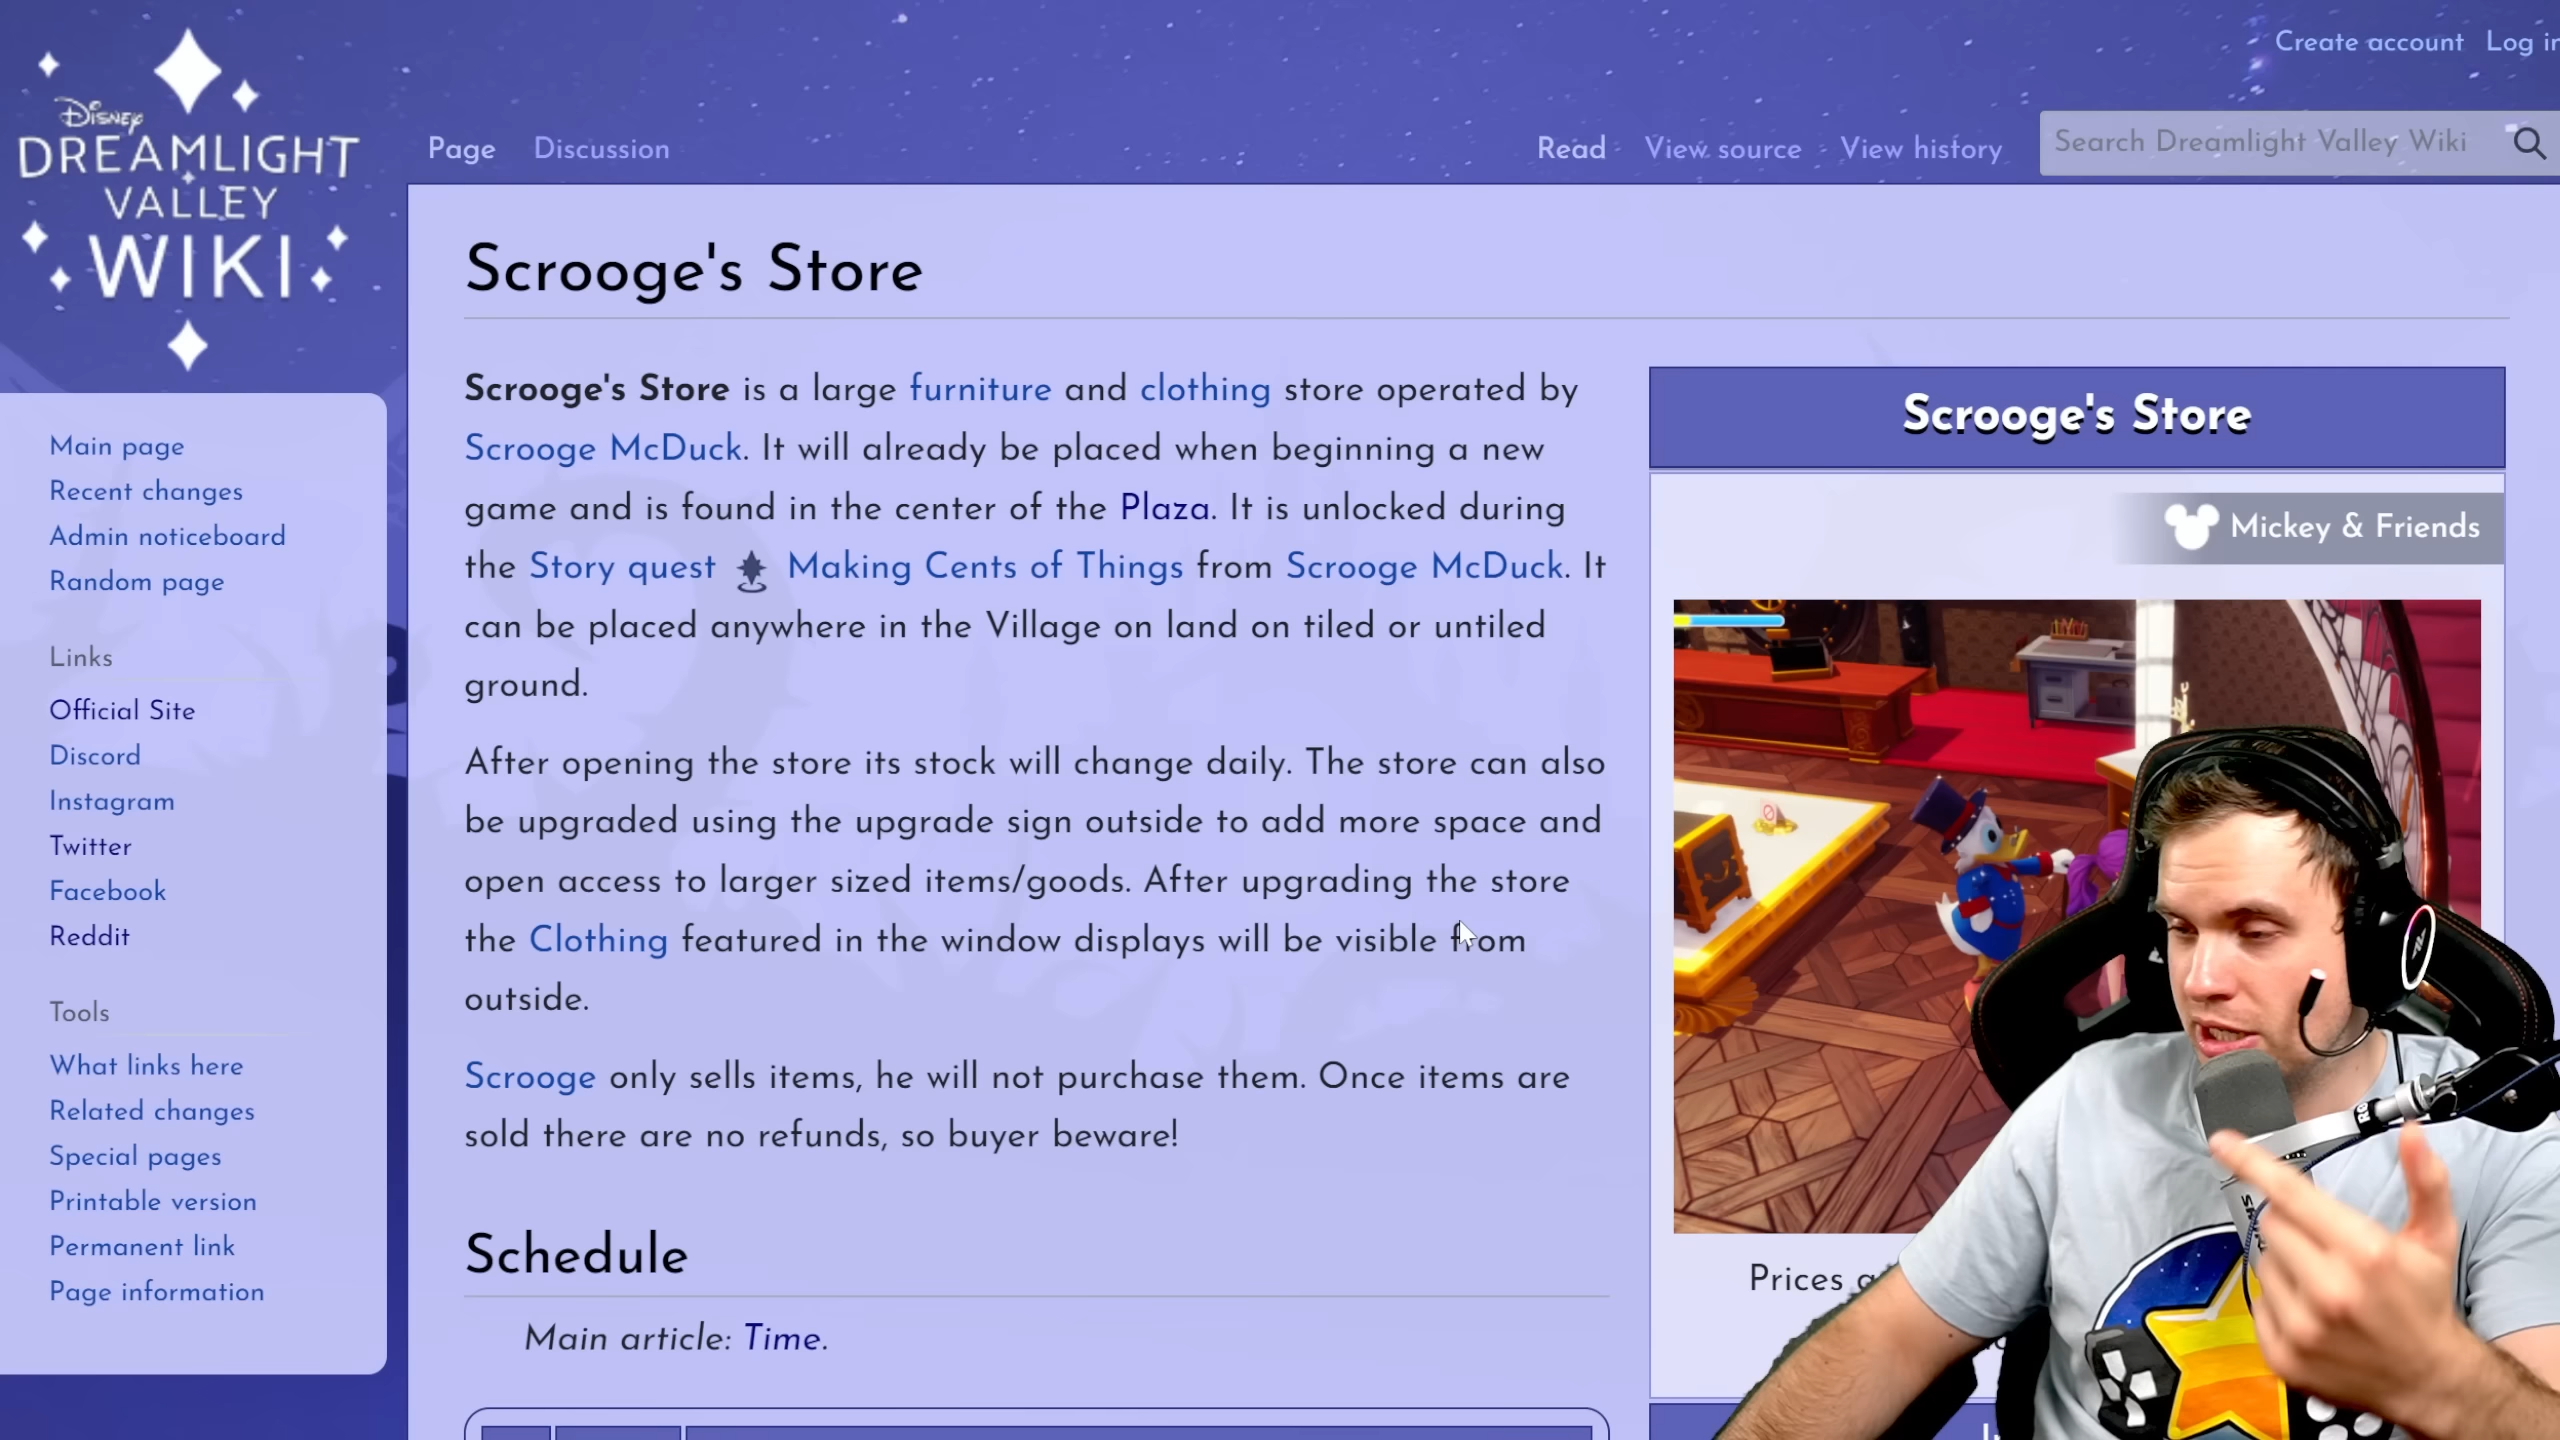 Create account Log in
Disney
DREAMLIGHT
VALLEY
WIKI
Page Discussion Read View source View history Search Dreamlight Valley Wiki
Main page
Recent changes
Admin noticeboard
Random page
Links
Official Site
Discord
Instagram
Twitter
Facebook
Reddit
Tools
What links here
Related changes
Special pages
Printable version
Permanent link
Page information
Scrooge's Store
Scrooge's Store is a large furniture and clothing store operated by
Scrooge McDuck. It will already be placed when beginning a new
game and is found in the center of the Plaza. It is unlocked during
the Story quest Making Cents of Things from Scrooge McDuck. It
can be placed anywhere in the Village on land on tiled or untiled
ground.
After opening the store its stock will change daily. The store can also
be upgraded using the upgrade sign outside to add more space and
open access to larger sized items/goods. After upgrading the store
the Clothing featured in the window displays will be visible from
outside.
Scrooge only sells items, he will not purchase them. Once items are
sold there are no refunds, so buyer beware!
Schedule
Main article: Time.
Scrooge's Store
Mickey & Friends
Prices